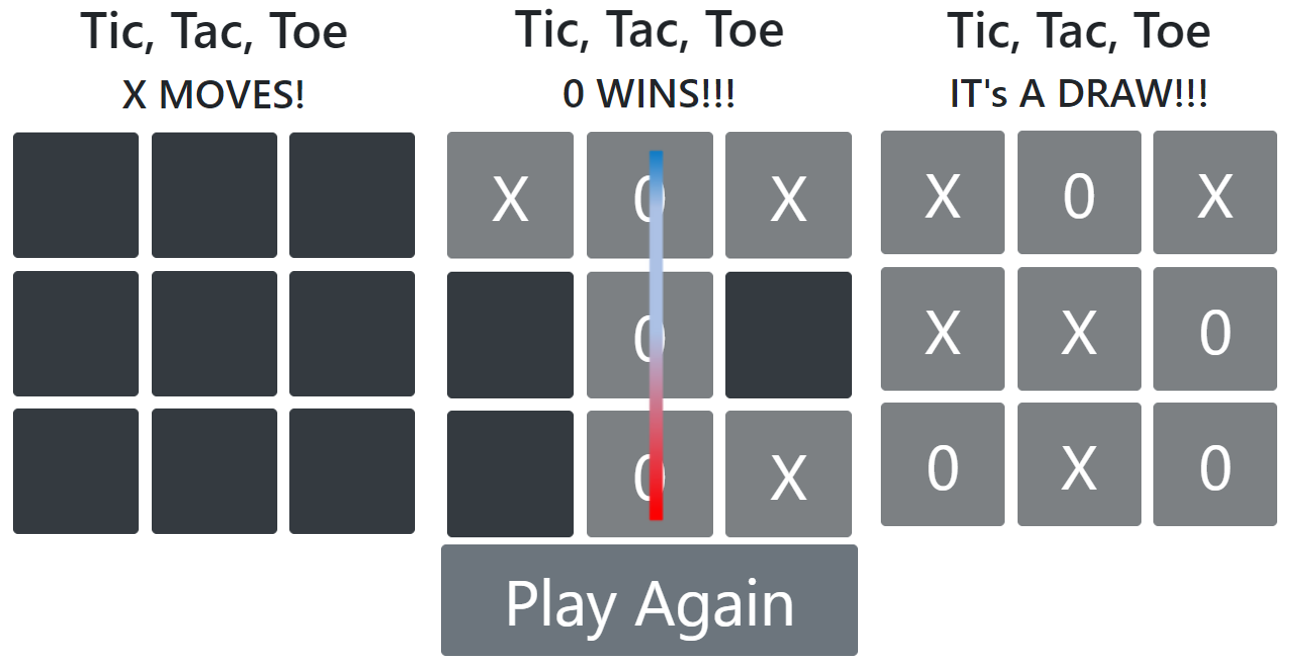 Tic, Tac, Toe
X MOVES!
Tic, Tac, Toe
0 WINS!!!
X 0 X
0
0 X
Play Again
Tic, Tac, Toe
IT's A DRAW!!!
X 0 X
X X 0
0 X 0